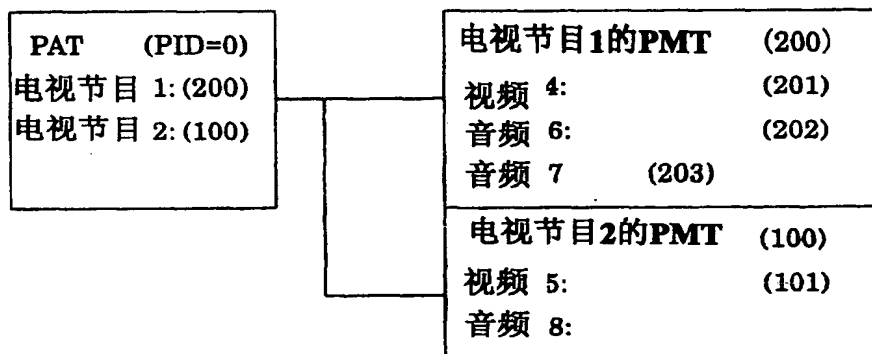 PAT (PID=0)
电视节目 1: (200)
电视节目 2: (100)
电视节目1的PMT (200)
视频 4: (201)
音频 6: (202)
音频 7 (203)
电视节目2的PMT (100)
视频 5: (101)
音频 8: